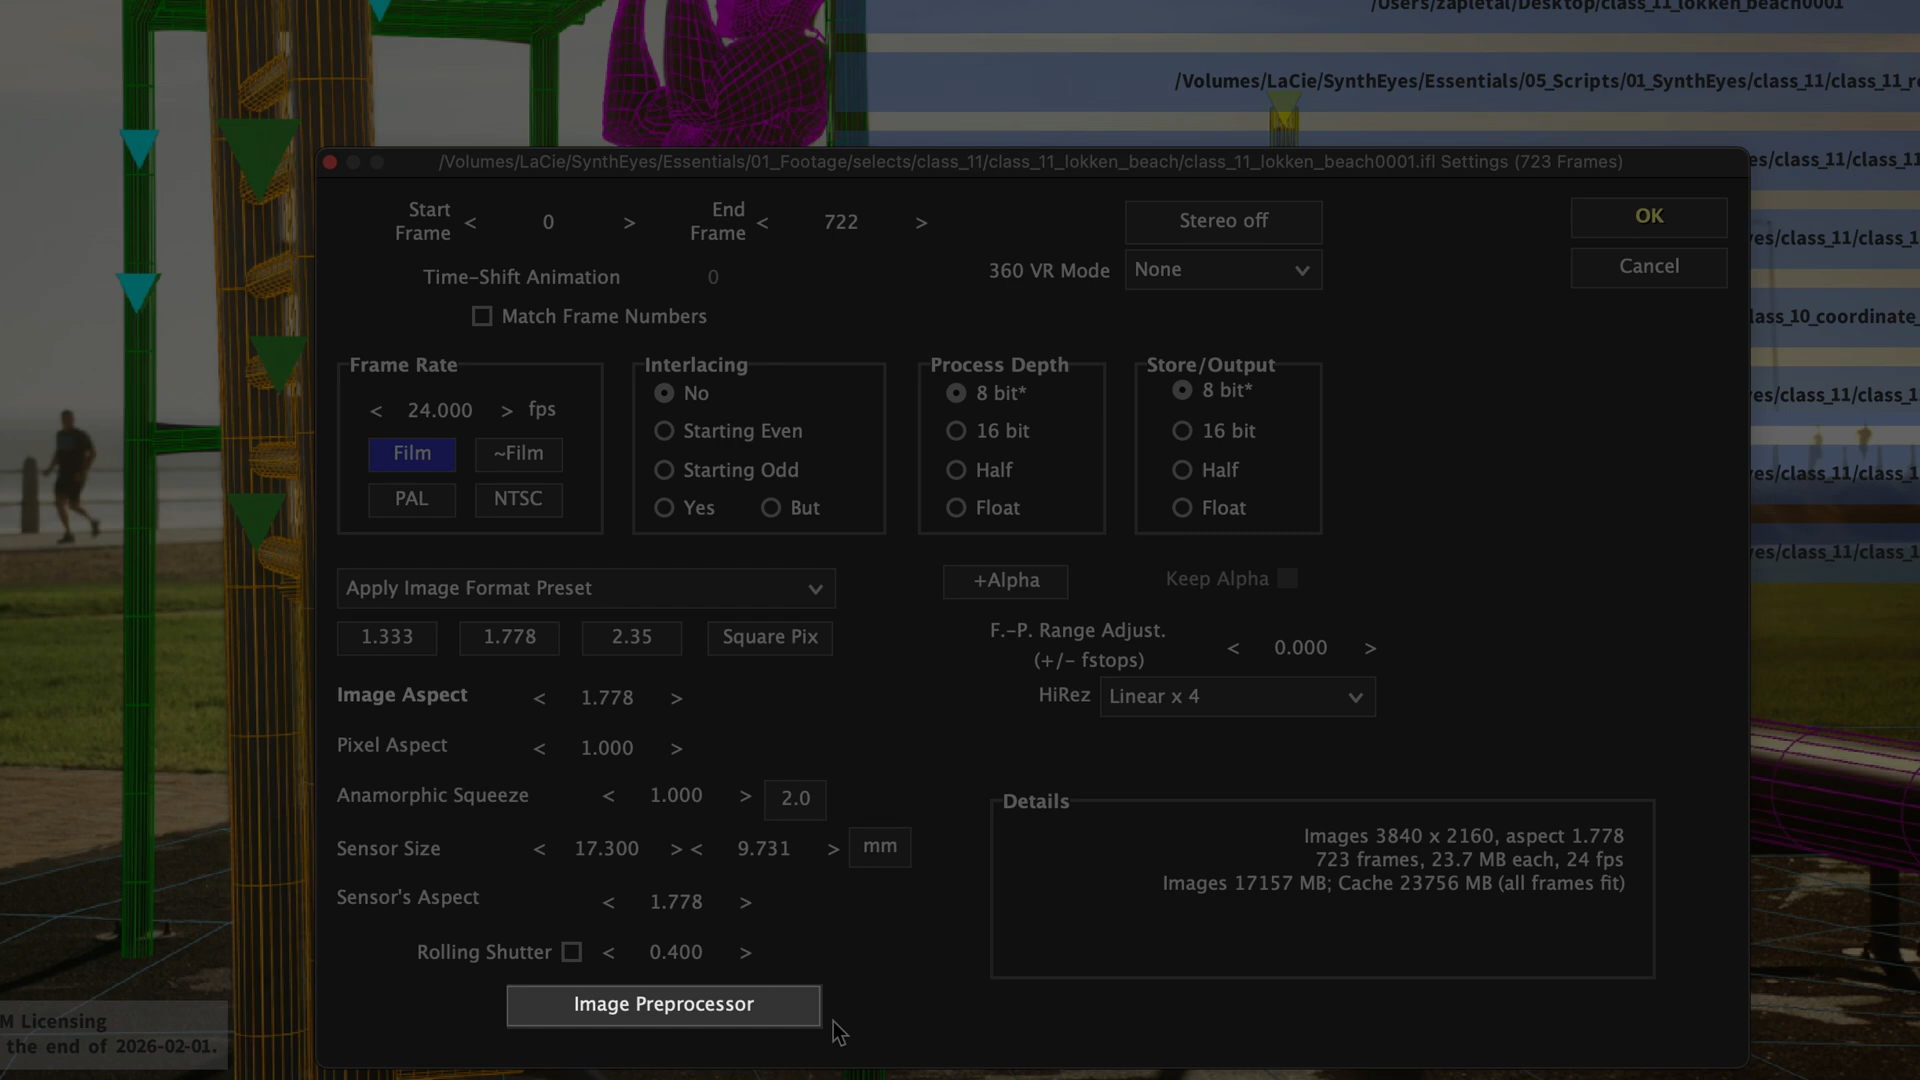 /Users/zapletal/Desktop/class_11_lokken_beach0001
/Volumes/LaCie/SynthEyes/Essentials/05_Scripts/01_SynthEyes/class_11/class_11_r
/Volumes/LaCie/SynthEyes/Essentials/01_Footage/selects/class_11/class_11_lokken_beach/class_11_lokken_beach0001.ifl Settings (723 Frames)
es/class_11/class_11
Start Frame < 0 >
End Frame < 722 >
Stereo off
OK
yes/class_11/class_1
Time-Shift Animation 0
360 VR Mode None
Cancel
Match Frame Numbers
lass_10_coordinate_
Frame Rate
Interlacing
Process Depth
Store/Output
< 24.000 > fps
Film ~Film
PAL NTSC
No
Starting Even
Starting Odd
Yes But
8 bit*
16 bit
Half
Float
8 bit*
16 bit
Half
Float
yes/class_11/class_1
yes/class_11/class_1
yes/class_11/class_1
Apply Image Format Preset
+Alpha
Keep Alpha
1.333 1.778 2.35 Square Pix
F.-P. Range Adjust.
(+/- fstops)
< 0.000 >
HiRez Linear x 4
Image Aspect < 1.778 >
Pixel Aspect < 1.000 >
Anamorphic Squeeze < 1.000 > 2.0
Sensor Size < 17.300 > < 9.731 > mm
Sensor's Aspect < 1.778 >
Rolling Shutter < 0.400 >
Image Preprocessor
Details
Images 3840 x 2160, aspect 1.778
723 frames, 23.7 MB each, 24 fps
Images 17157 MB; Cache 23756 MB (all frames fit)
M Licensing
the end of 2026-02-01.